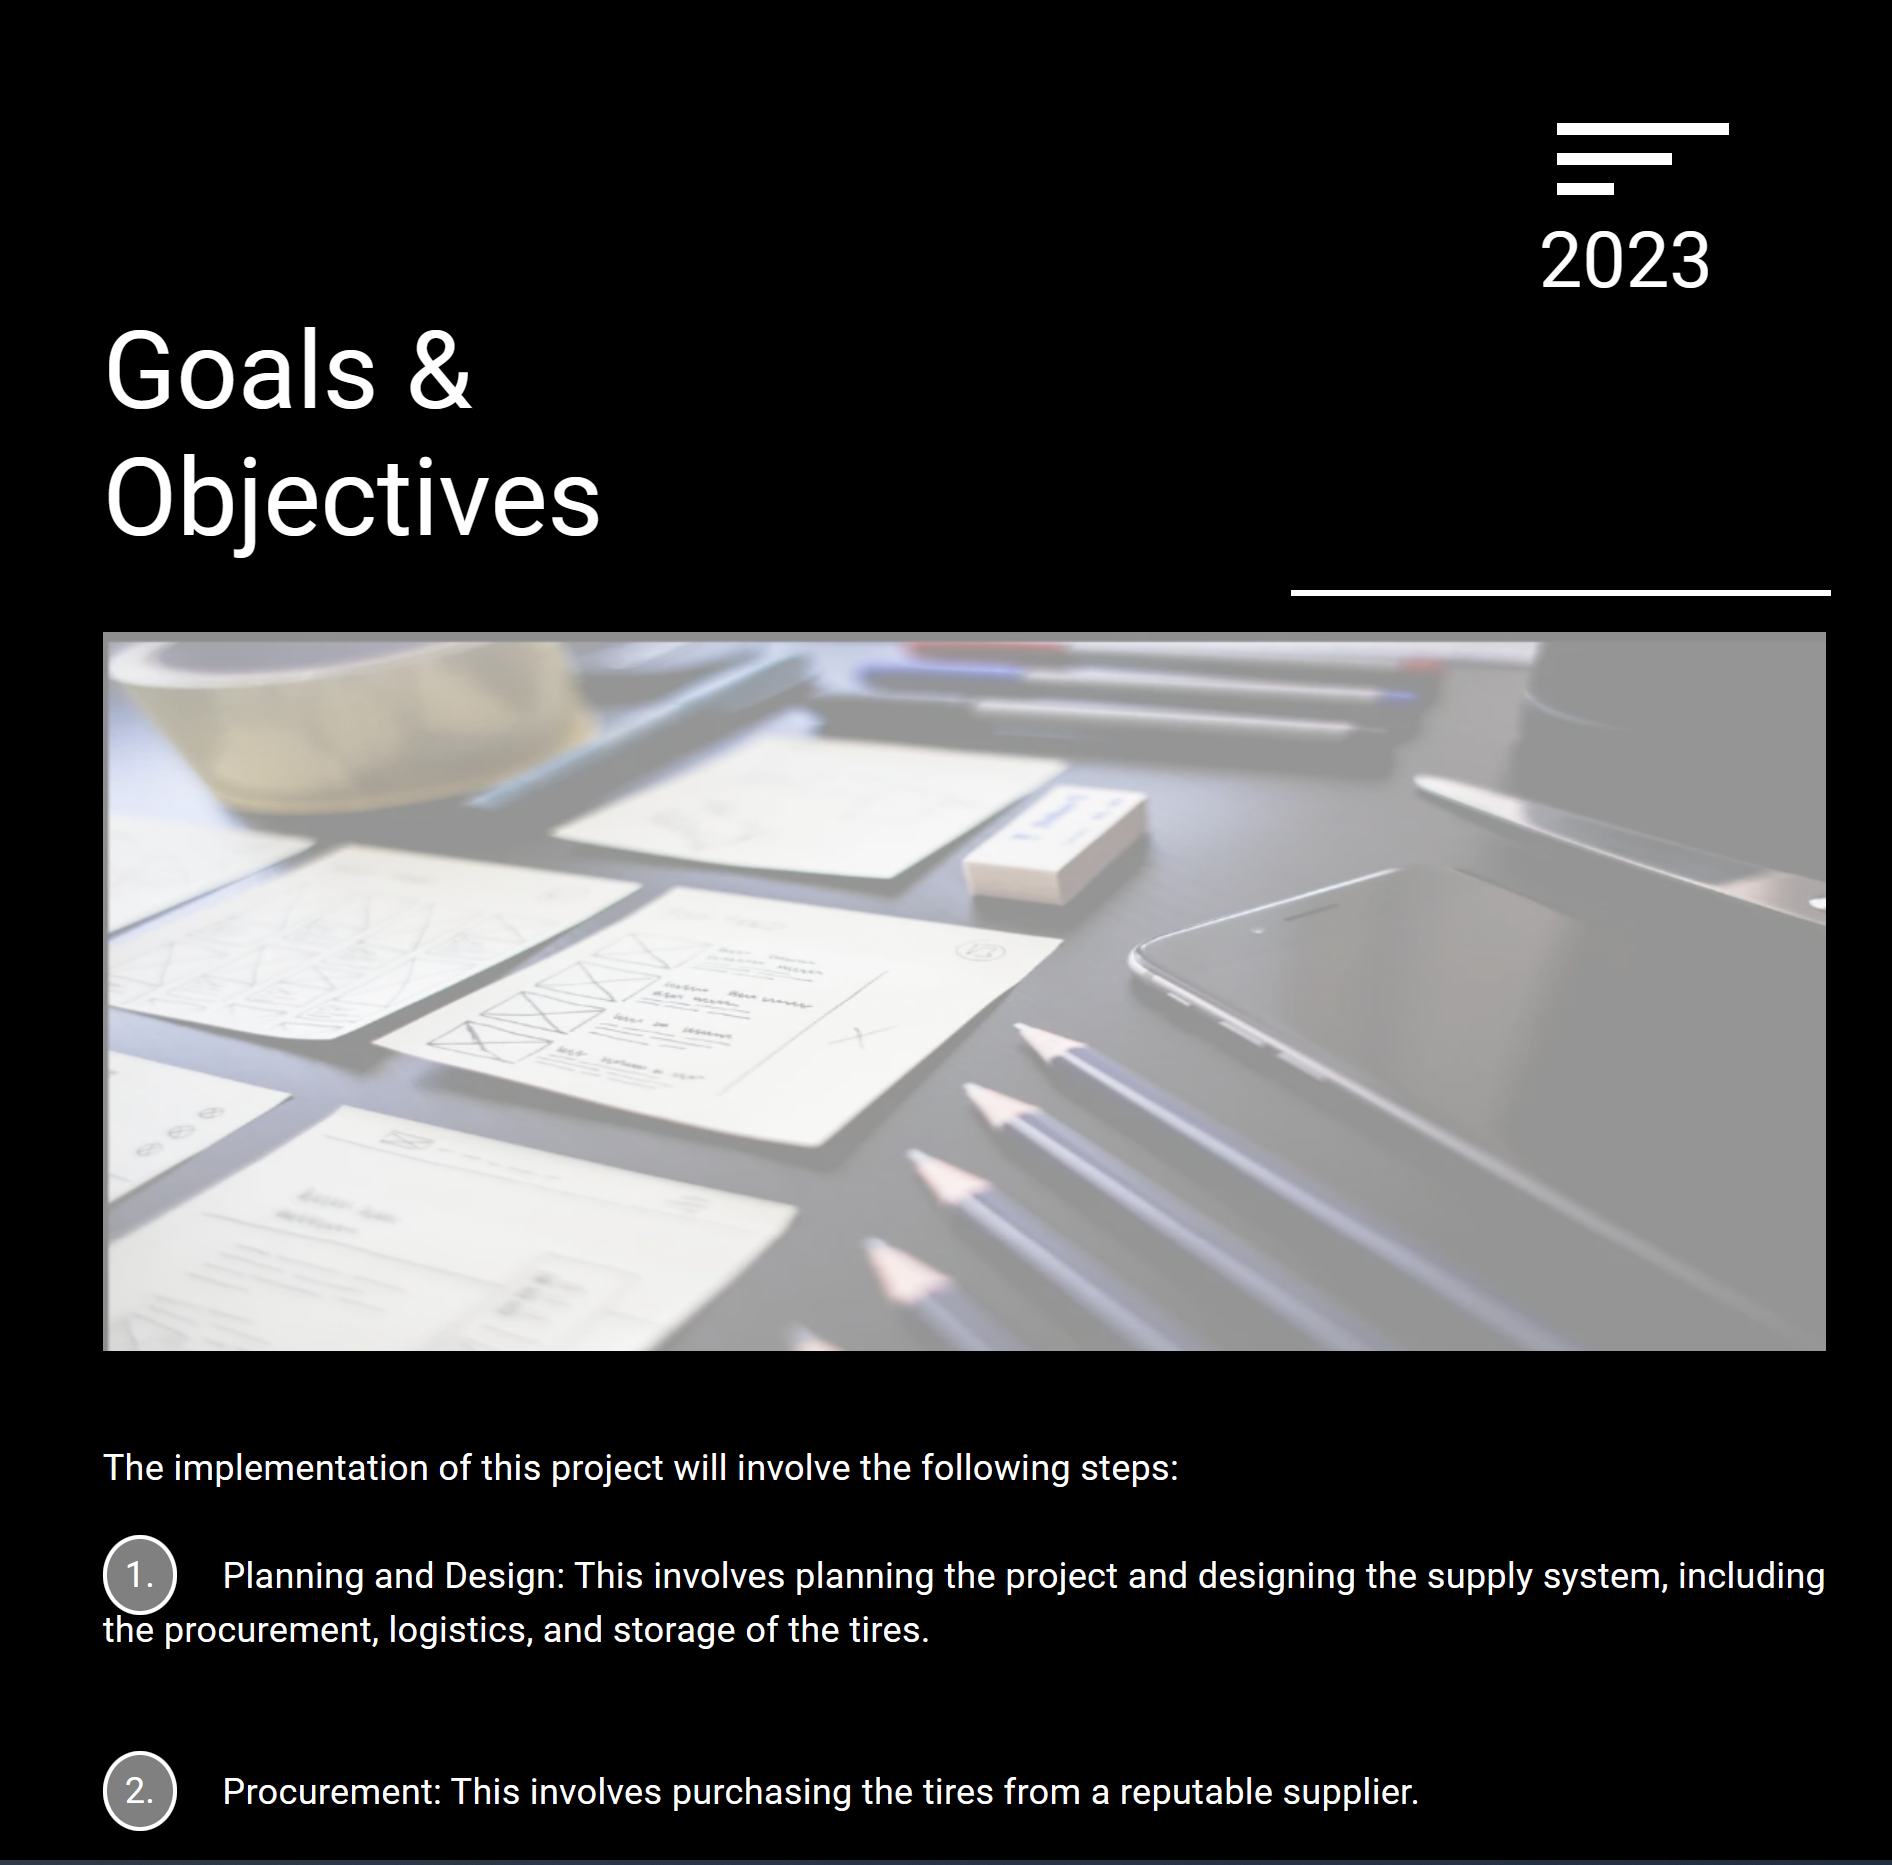 2023
Goals &
Objectives
The implementation of this project will involve the following steps:
1. Planning and Design: This involves planning the project and designing the supply system, including
the procurement, logistics, and storage of the tires.
2. Procurement: This involves purchasing the tires from a reputable supplier.